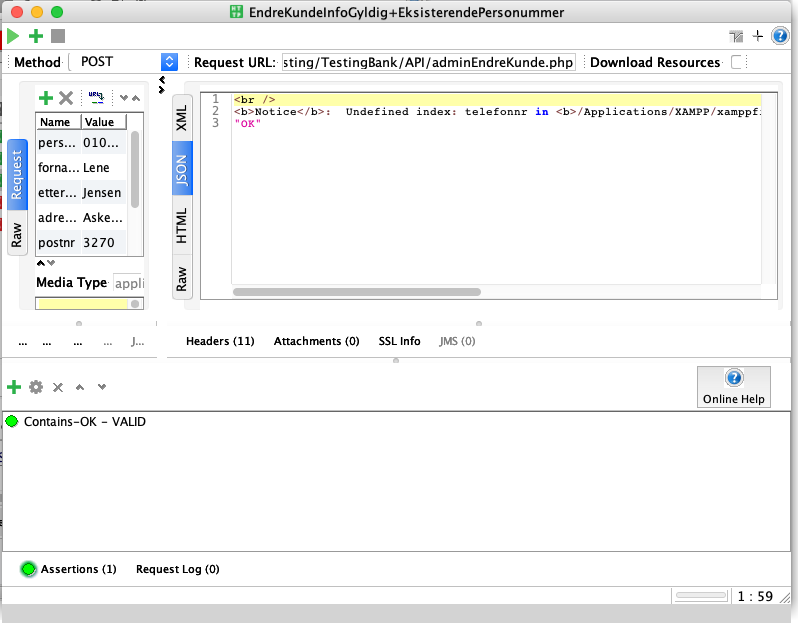 EndreKundeInfoGyldig+EksisterendePersonummer
Method POST Request URL: sting/TestingBank/API/adminEndreKunde.php Download Resources
Name Value
pers... 010...
forna... Lene
etter... Jensen
adre... Aske...
postnr 3270
Media Type appli
Request
Raw
XML
JSON
HTML
Raw
1 <br />
2 <b>Notice</b>: Undefined index: telefonnr in <b>/Applications/XAMPP/xamppfi
3 "OK"
... ... ... ... J...
Headers (11) Attachments (0) SSL Info JMS (0)
Online Help
Contains-OK - VALID
Assertions (1) Request Log (0)
1 : 59